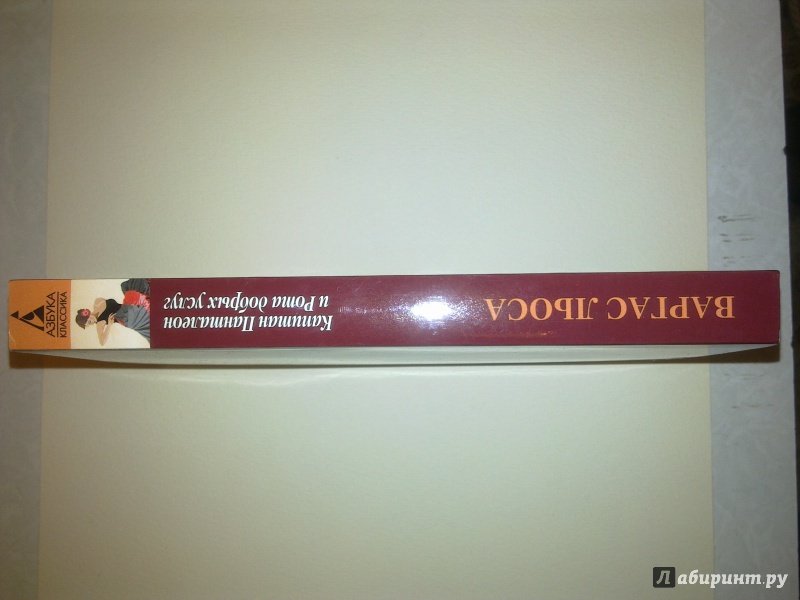 ВАРГАС ЛЬОСА
Капитан Панталеон
и Рота добрых услуг
АЗБУКА
КЛАССИКА
Лабиринт.ру